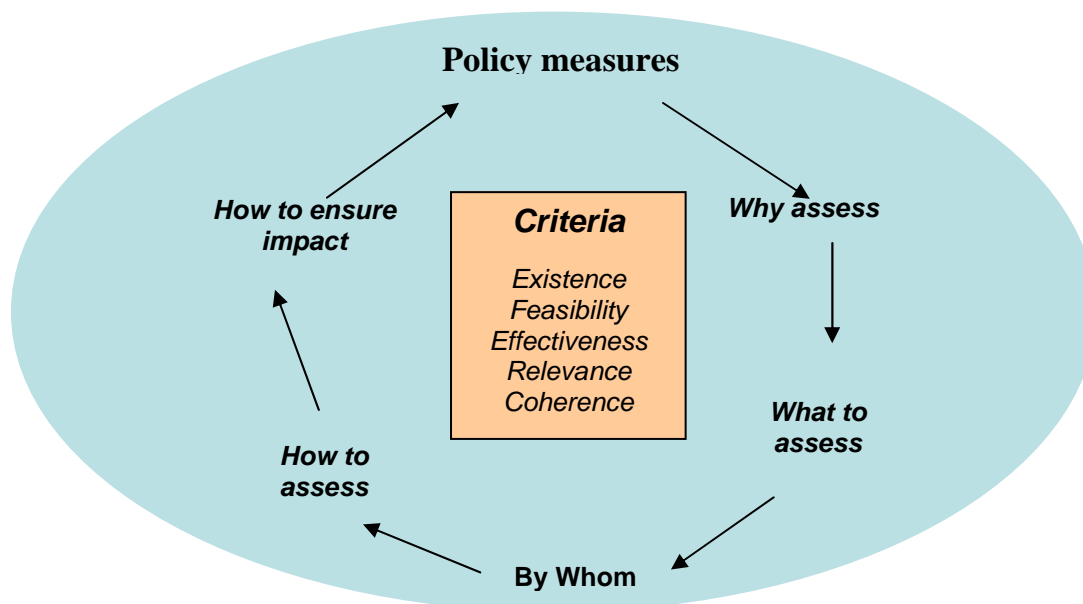 Policy measures
Why assess
What to
assess
By Whom
How to
assess
How to ensure
impact
Criteria
Existence
Feasibility
Effectiveness
Relevance
Coherence